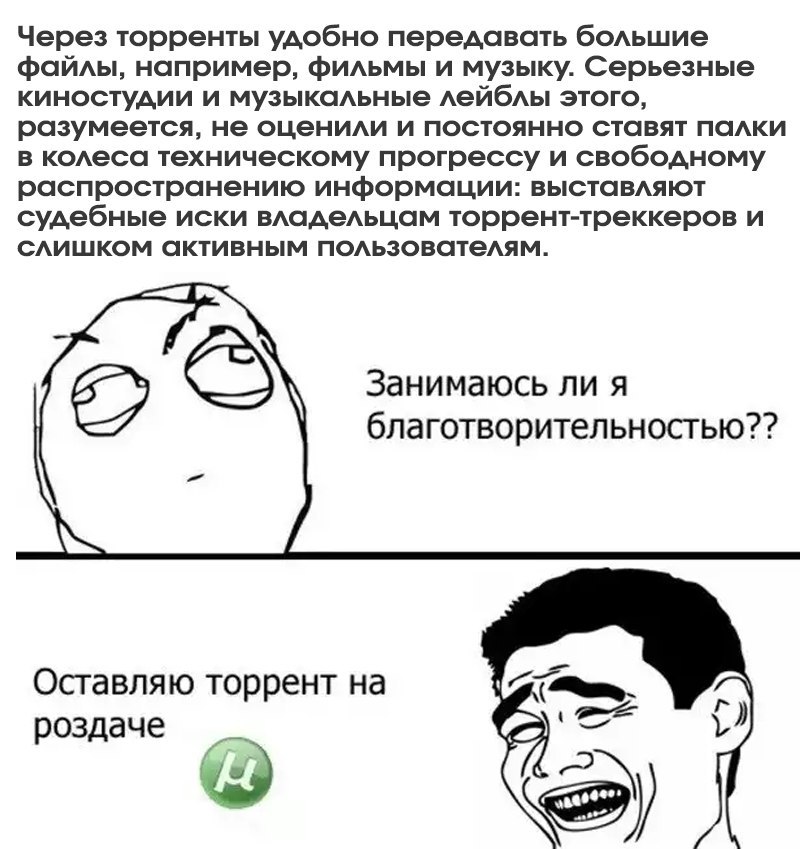 Через торренты удобно передавать большие
файлы, например, фильмы и музыку. Серьезные
киностудии и музыкальные лейблы этого,
разумеется, не оценили и постоянно ставят палки
в колеса техническому прогрессу и свободному
распространению информации: выставляют
судебные иски владельцам торрент-треккеров и
слишком активным пользователям.
Занимаюсь ли я
благотворительностью??
Оставляю торрент на
роздаче
µ